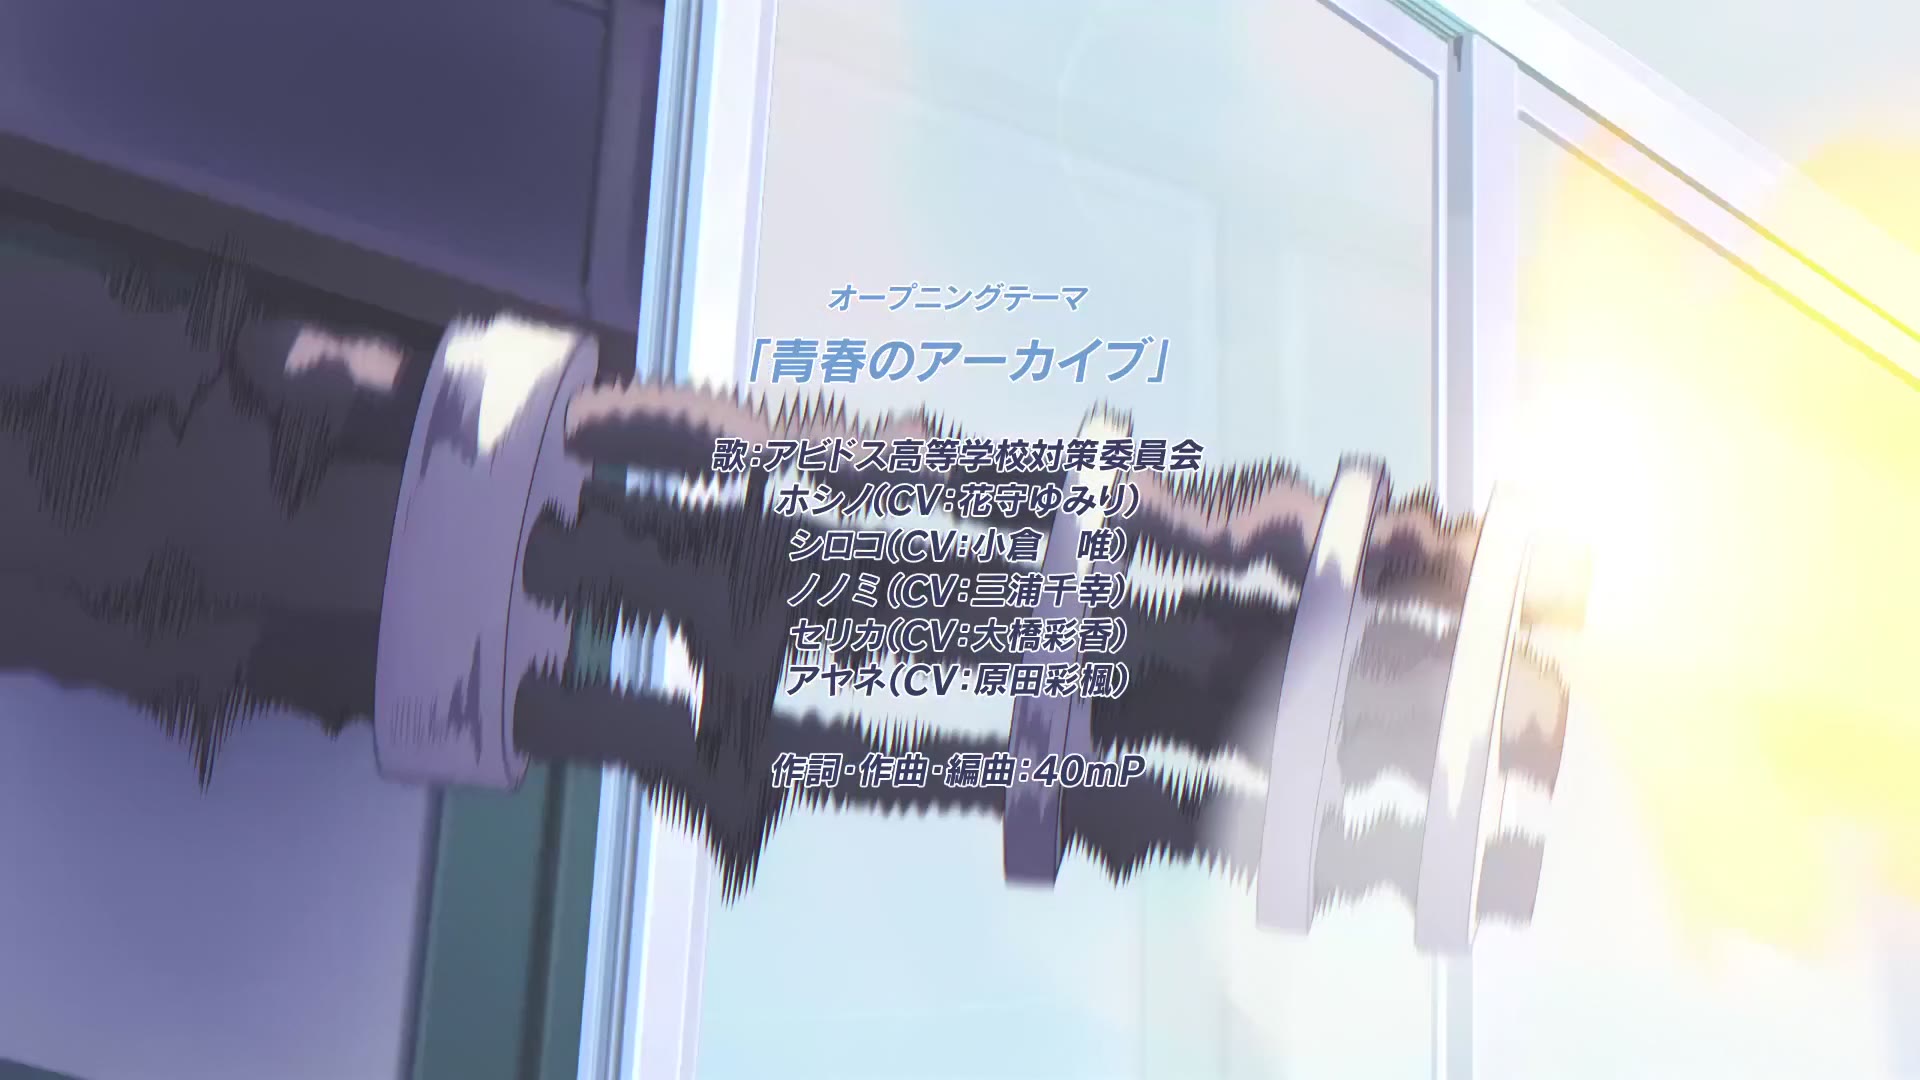 オープニングテーマ
「青春のアーカイブ」
歌：アビドス高等学校対策委員会
ホシノ（CV：花守ゆみり）
シロコ（CV：小倉　唯）
ノノミ（CV：三浦千幸）
セリカ（CV：大橋彩香）
アヤネ（CV：原田彩楓）
作詞・作曲・編曲：40mP